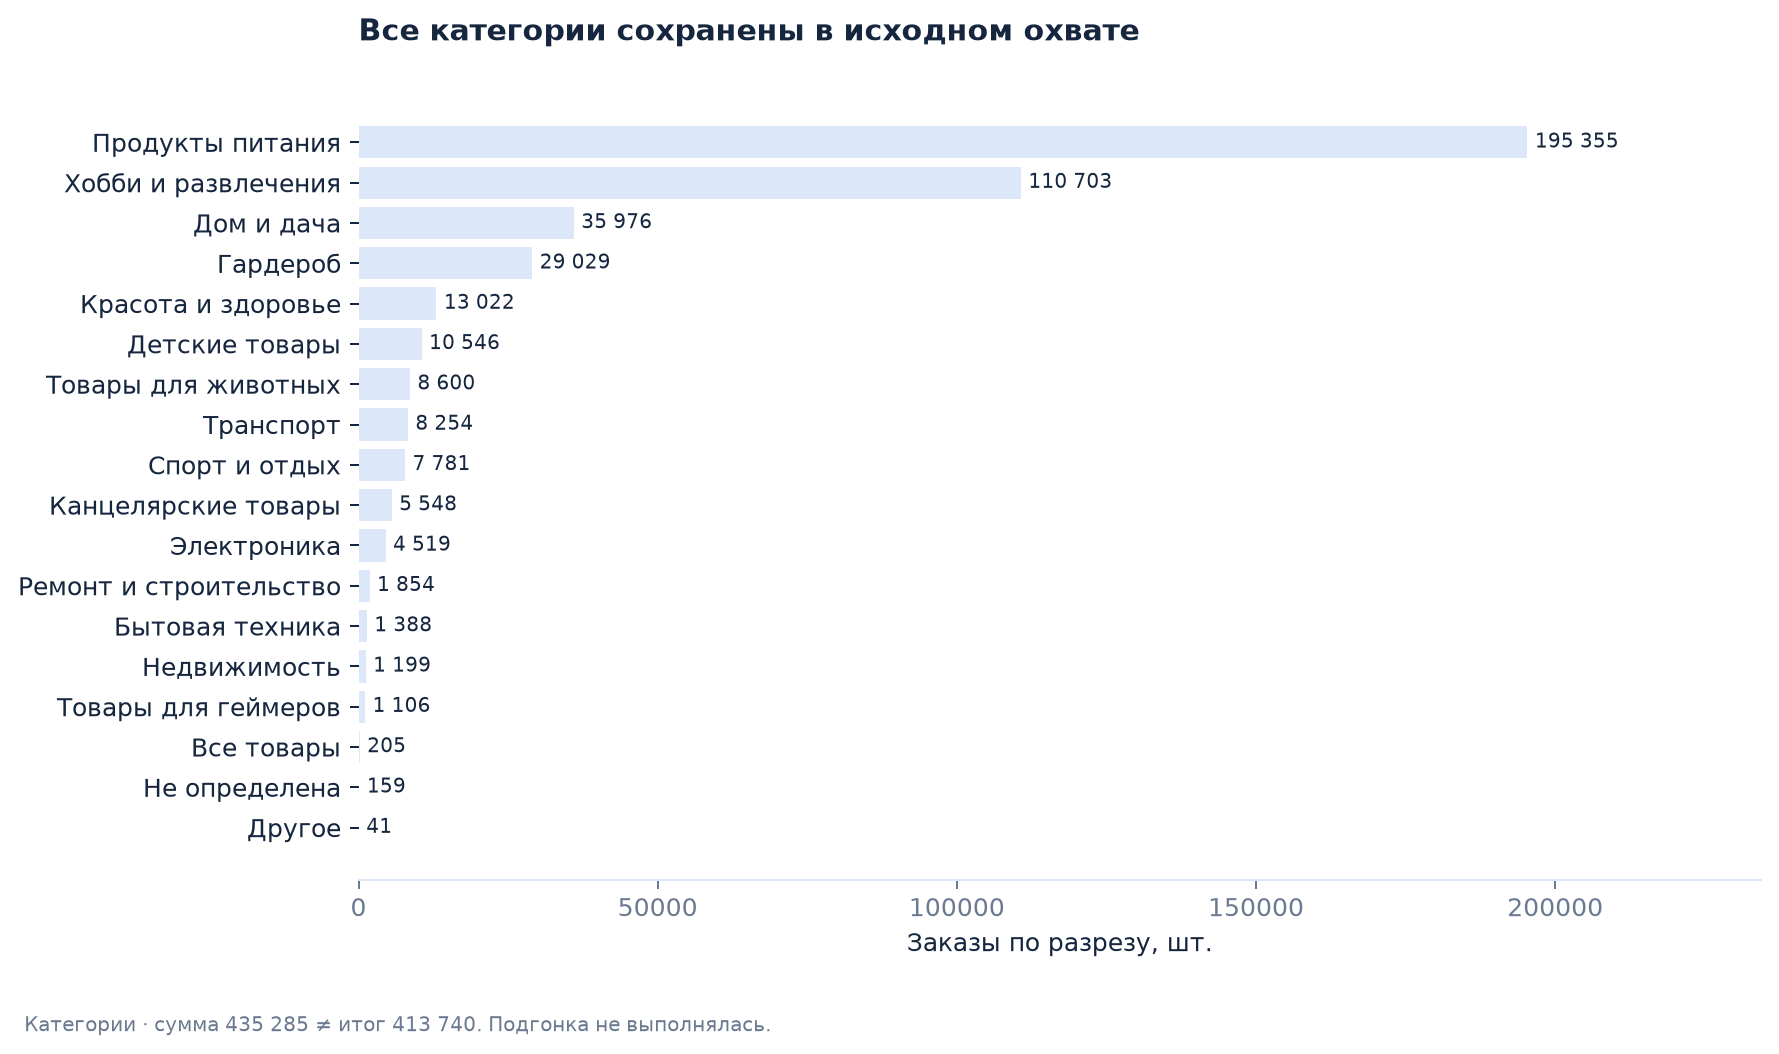 Все категории сохранены в исходном охвате
Продукты питания 195 355
Хобби и развлечения 110 703
Дом и дача 35 976
Гардероб 29 029
Красота и здоровье 13 022
Детские товары 10 546
Товары для животных 8 600
Транспорт 8 254
Спорт и отдых 7 781
Канцелярские товары 5 548
Электроника 4 519
Ремонт и строительство 1 854
Бытовая техника 1 388
Недвижимость 1 199
Товары для геймеров 1 106
Все товары 205
Не определена 159
Другое 41
0 50000 100000 150000 200000
Заказы по разрезу, шт.
Категории · сумма 435 285 ≠ итог 413 740. Подгонка не выполнялась.